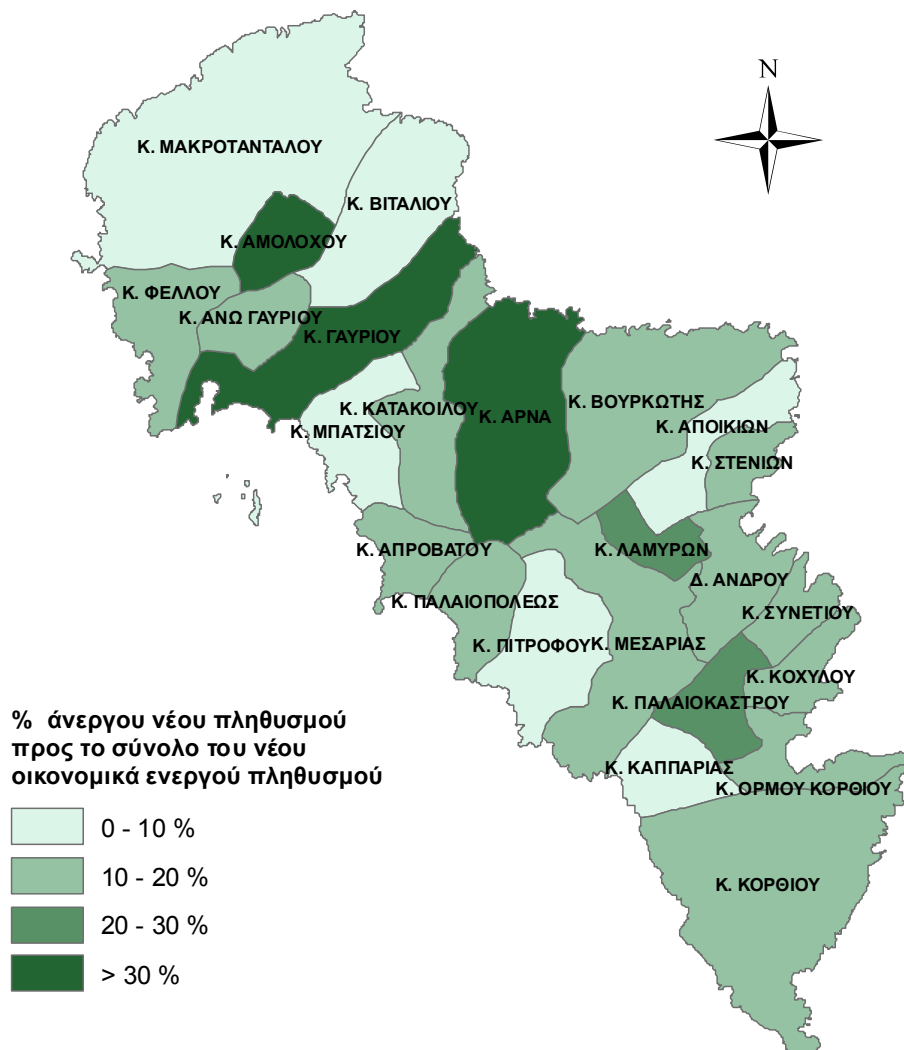 N
Κ. ΜΑΚΡΟΤΑΝΤΑΛΟΥ
Κ. ΒΙΤΑΛΙΟΥ
Κ. ΑΜΟΛΟΧΟΥ
Κ. ΦΕΛΛΟΥ
Κ. ΑΝΩ ΓΑΥΡΙΟΥ
Κ. ΓΑΥΡΙΟΥ
Κ. ΚΑΤΑΚΟΙΛΟΥ
Κ. ΑΡΝΑ
Κ. ΒΟΥΡΚΩΤΗΣ
Κ. ΜΠΑΤΣΙΟΥ
Κ. ΑΠΟΙΚΙΩΝ
Κ. ΣΤΕΝΙΩΝ
Κ. ΑΠΡΟΒΑΤΟΥ
Κ. ΛΑΜΥΡΩΝ
Δ. ΑΝΔΡΟΥ
Κ. ΠΑΛΑΙΟΠΟΛΕΩΣ
Κ. ΣΥΝΕΤΙΟΥ
Κ. ΠΙΤΡΟΦΟΥ
Κ. ΜΕΣΑΡΙΑΣ
Κ. ΚΟΧΥΛΟΥ
Κ. ΠΑΛΑΙΟΚΑΣΤΡΟΥ
Κ. ΚΑΠΠΑΡΙΑΣ
Κ. ΟΡΜΟΥ ΚΟΡΘΙΟΥ
Κ. ΚΟΡΘΙΟΥ
% άνεργου νέου πληθυσμού
προς το σύνολο του νέου
οικονομικά ενεργού πληθυσμού
0 - 10 %
10 - 20 %
20 - 30 %
> 30 %